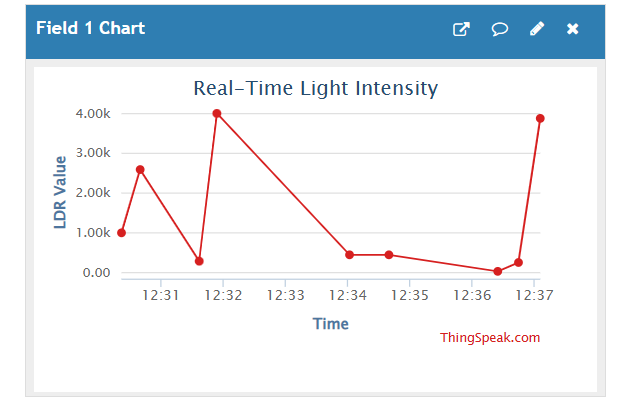 Field 1 Chart
Real-Time Light Intensity
LDR Value
4.00k
3.00k
2.00k
1.00k
0.00
12:31 12:32 12:33 12:34 12:35 12:36 12:37
Time
ThingSpeak.com